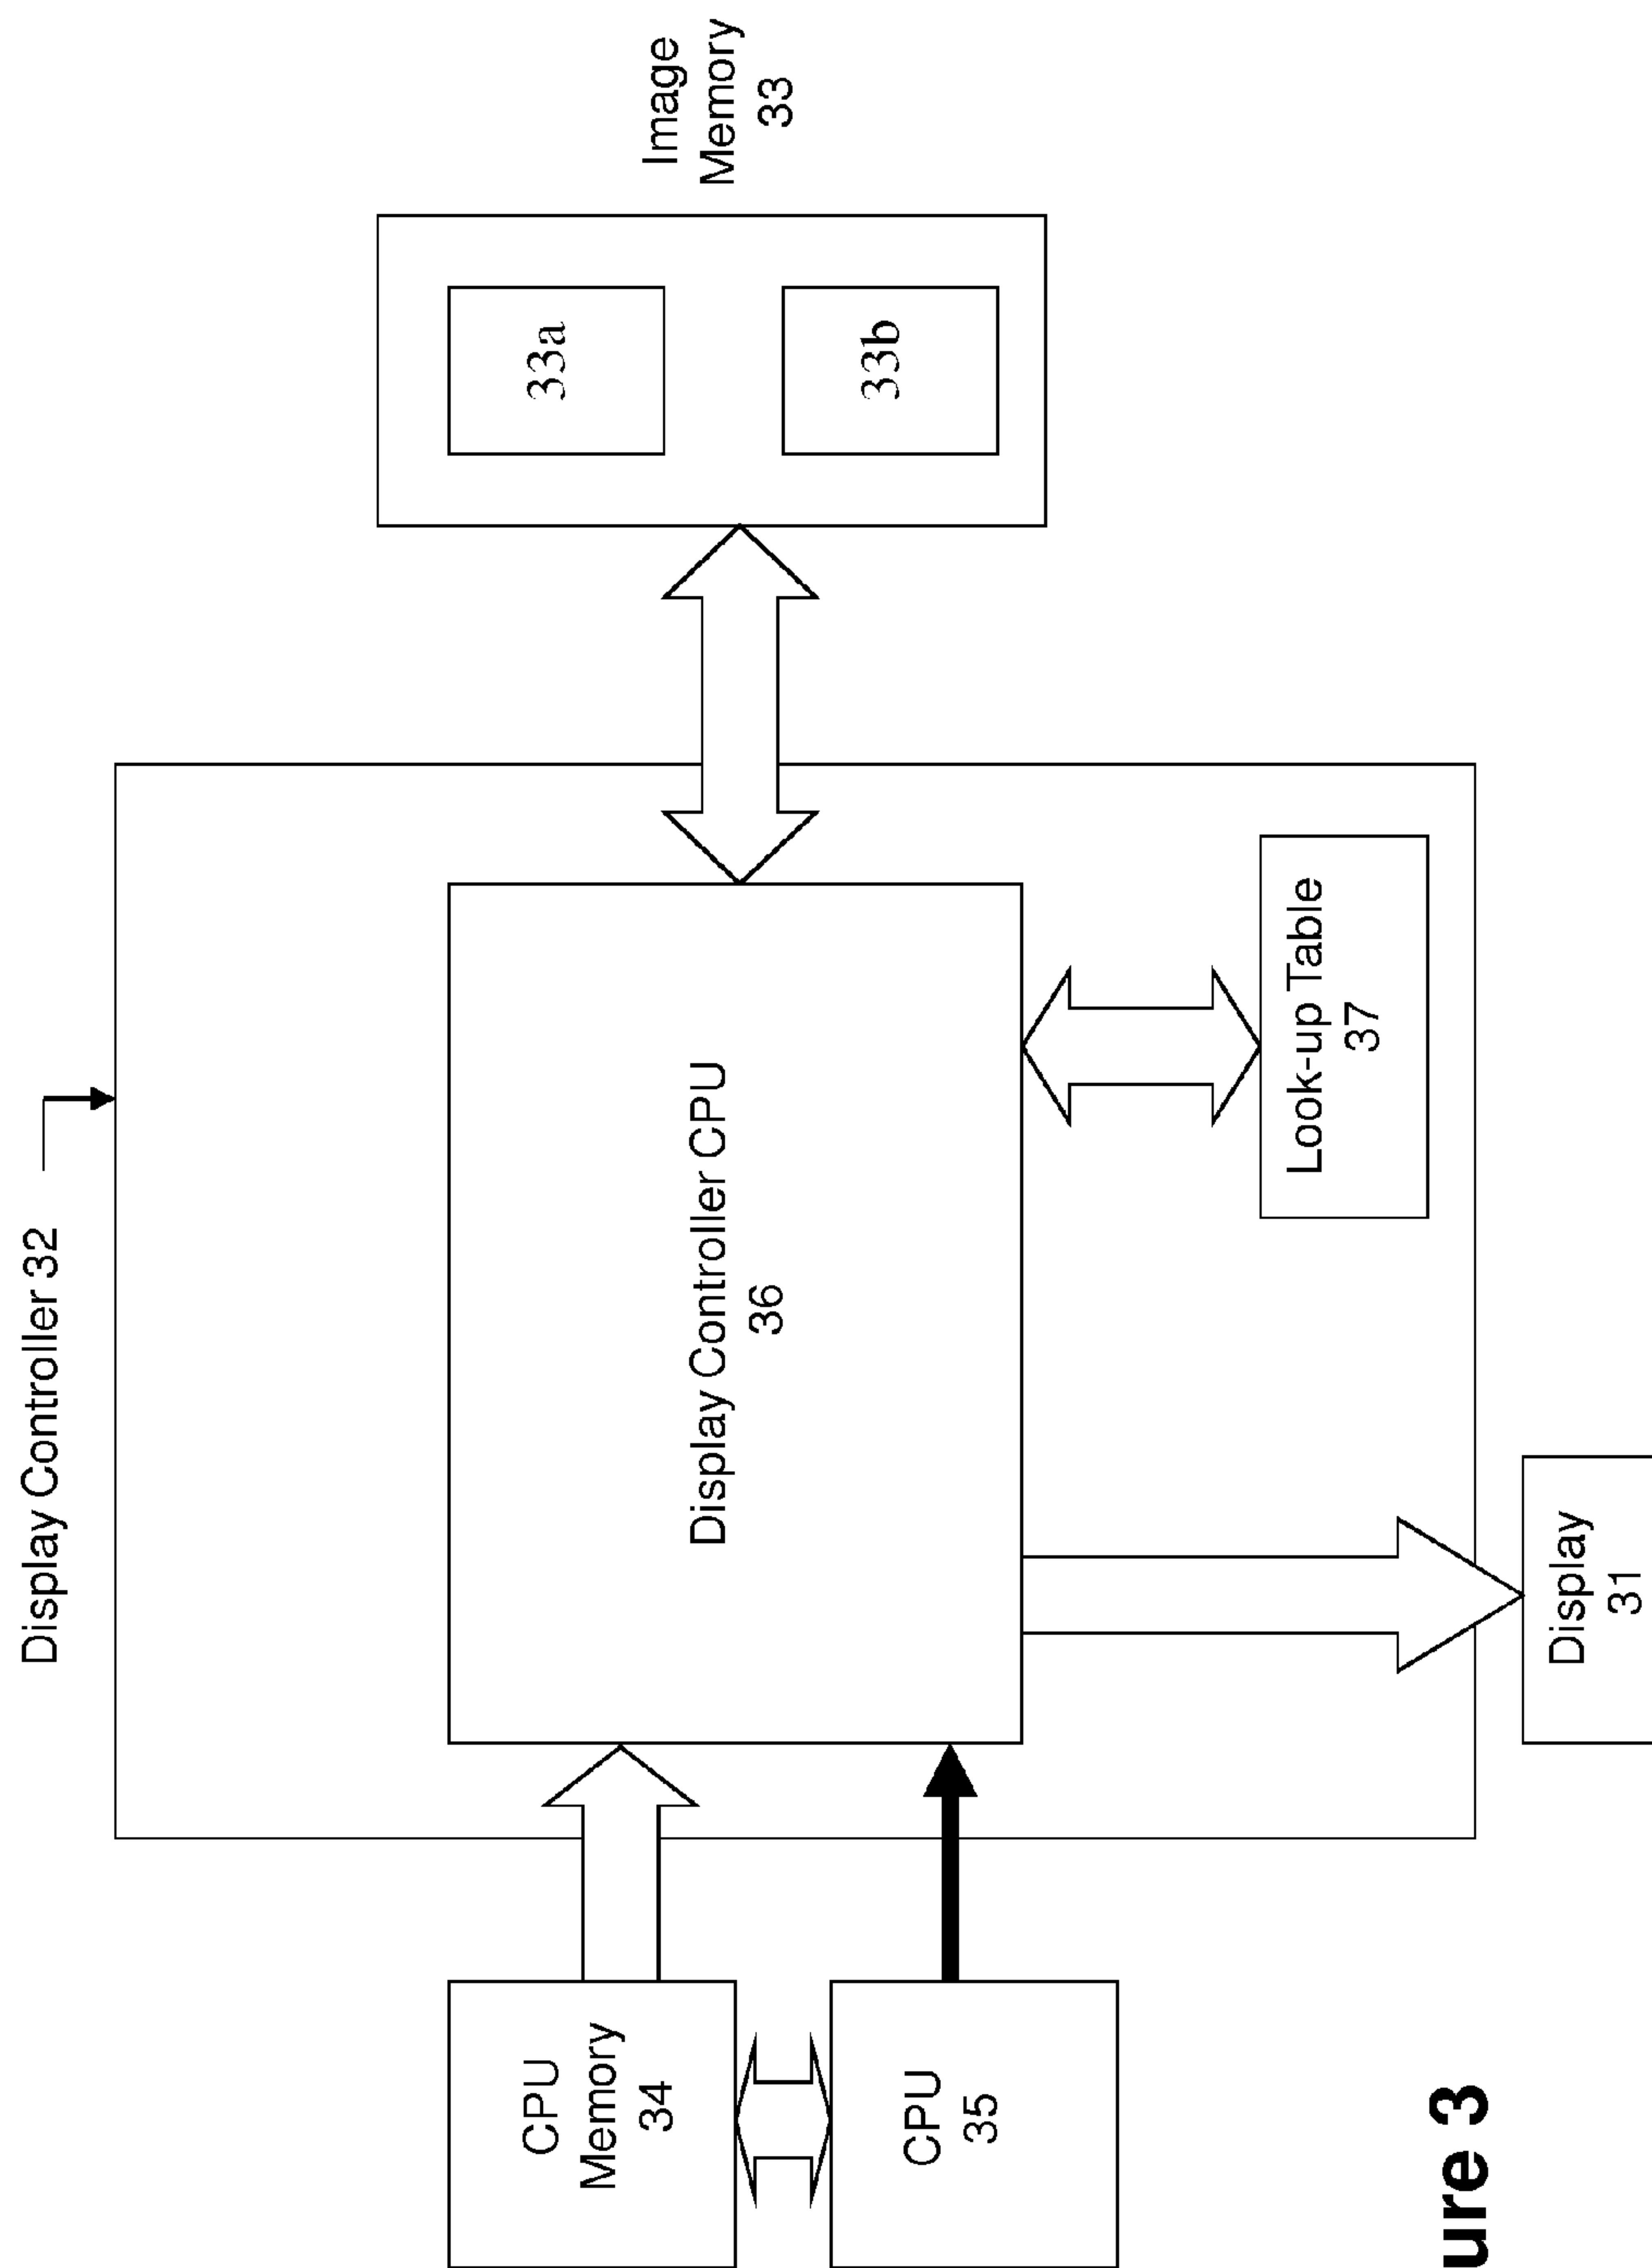 Display Controller 32
Image
Memory
33
33a
33b
CPU
Memory
34
Display Controller CPU
36
CPU
35
Look-up Table
37
Display
31
ure 3